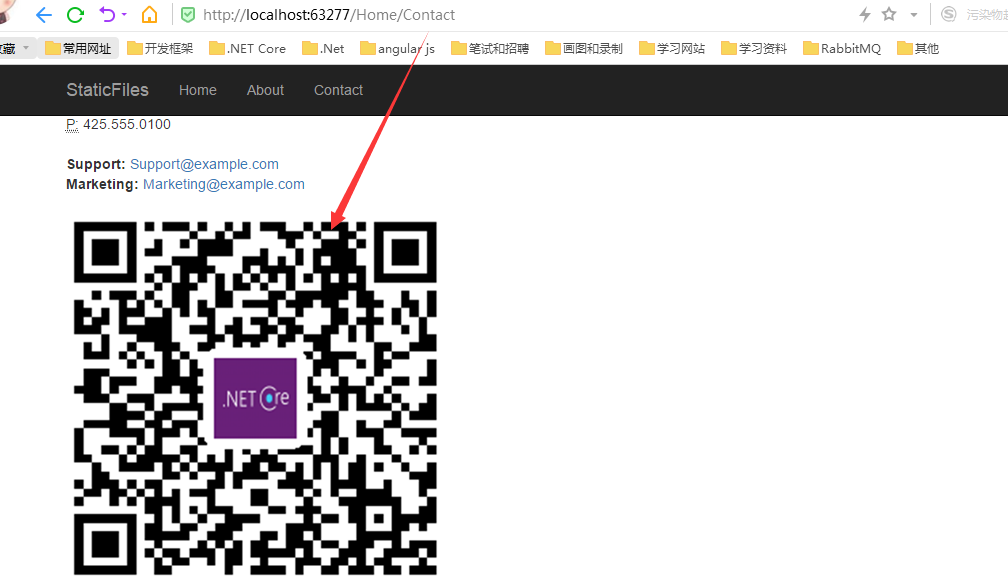 http://localhost:63277/Home/Contact
污染物
收藏 常用网址 开发框架 .NET Core .Net angular js 笔试和招聘 画图和录制 学习网站 学习资料 RabbitMQ 其他
StaticFiles Home About Contact
P: 425.555.0100
Support: Support@example.com
Marketing: Marketing@example.com
.NET Core